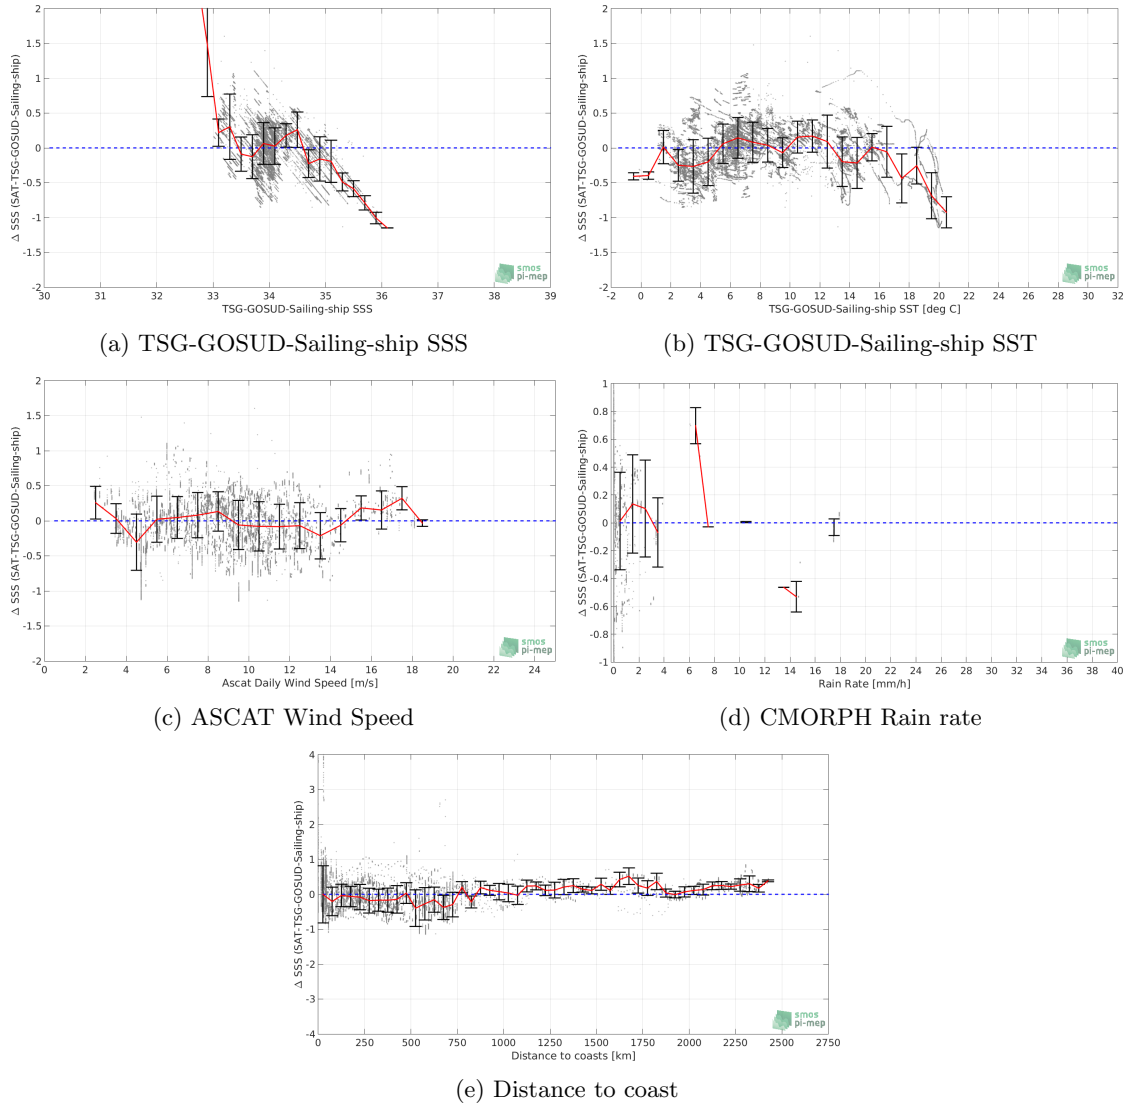 2
1.5
1
0.5
0
-0.5
-1
-1.5
-2
Δ SSS (SAT-TSG-GOSUD-Sailing-ship)
30 31 32 33 34 35 36 37 38 39
TSG-GOSUD-Sailing-ship SSS
smos
pi-mep
(a) TSG-GOSUD-Sailing-ship SSS
2
1.5
1
0.5
0
-0.5
-1
-1.5
-2
Δ SSS (SAT-TSG-GOSUD-Sailing-ship)
-2 0 2 4 6 8 10 12 14 16 18 20 22 24 26 28 30 32
TSG-GOSUD-Sailing-ship SST [deg C]
smos
pi-mep
(b) TSG-GOSUD-Sailing-ship SST
2
1.5
1
0.5
0
-0.5
-1
-1.5
-2
Δ SSS (SAT-TSG-GOSUD-Sailing-ship)
0 2 4 6 8 10 12 14 16 18 20 22 24
Ascat Daily Wind Speed [m/s]
smos
pi-mep
(c) ASCAT Wind Speed
1
0.8
0.6
0.4
0.2
0
-0.2
-0.4
-0.6
-0.8
-1
Δ SSS (SAT-TSG-GOSUD-Sailing-ship)
0 2 4 6 8 10 12 14 16 18 20 22 24 26 28 30 32 34 36 38 40
Rain Rate [mm/h]
smos
pi-mep
(d) CMORPH Rain rate
4
3
2
1
0
-1
-2
-3
-4
Δ SSS (SAT-TSG-GOSUD-Sailing-ship)
0 250 500 750 1000 1250 1500 1750 2000 2250 2500 2750
Distance to coasts [km]
smos
pi-mep
(e) Distance to coast